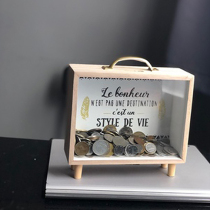 Le bonheur
N'EST PAS UNE DESTINATION
c'est un
STYLE DE VIE